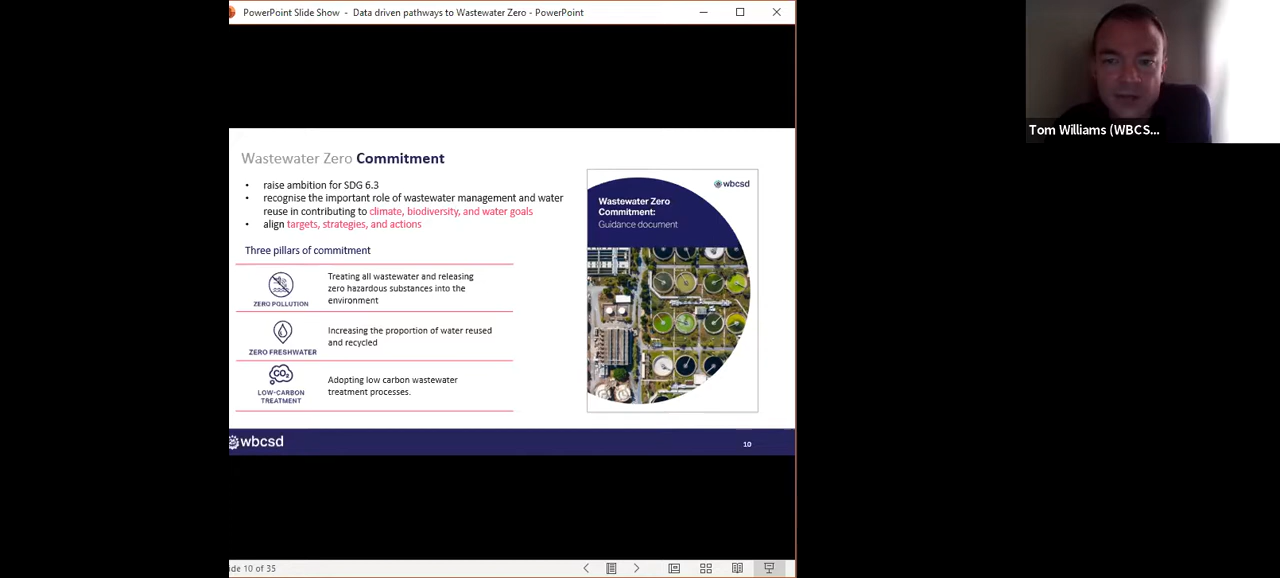 PowerPoint Slide Show - Data driven pathways to Wastewater Zero - PowerPoint
Tom Williams (WBCS...
Wastewater Zero Commitment
• raise ambition for SDG 6.3
• recognise the important role of wastewater management and water
reuse in contributing to climate, biodiversity, and water goals
• align targets, strategies, and actions
Three pillars of commitment
ZERO POLLUTION
Treating all wastewater and releasing
zero hazardous substances into the
environment
ZERO FRESHWATER
Increasing the proportion of water reused
and recycled
CO₂
LOW-CARBON
TREATMENT
Adopting low carbon wastewater
treatment processes.
wbcsd
Wastewater Zero
Commitment:
Guidance document
wbcsd
10
ide 10 of 35